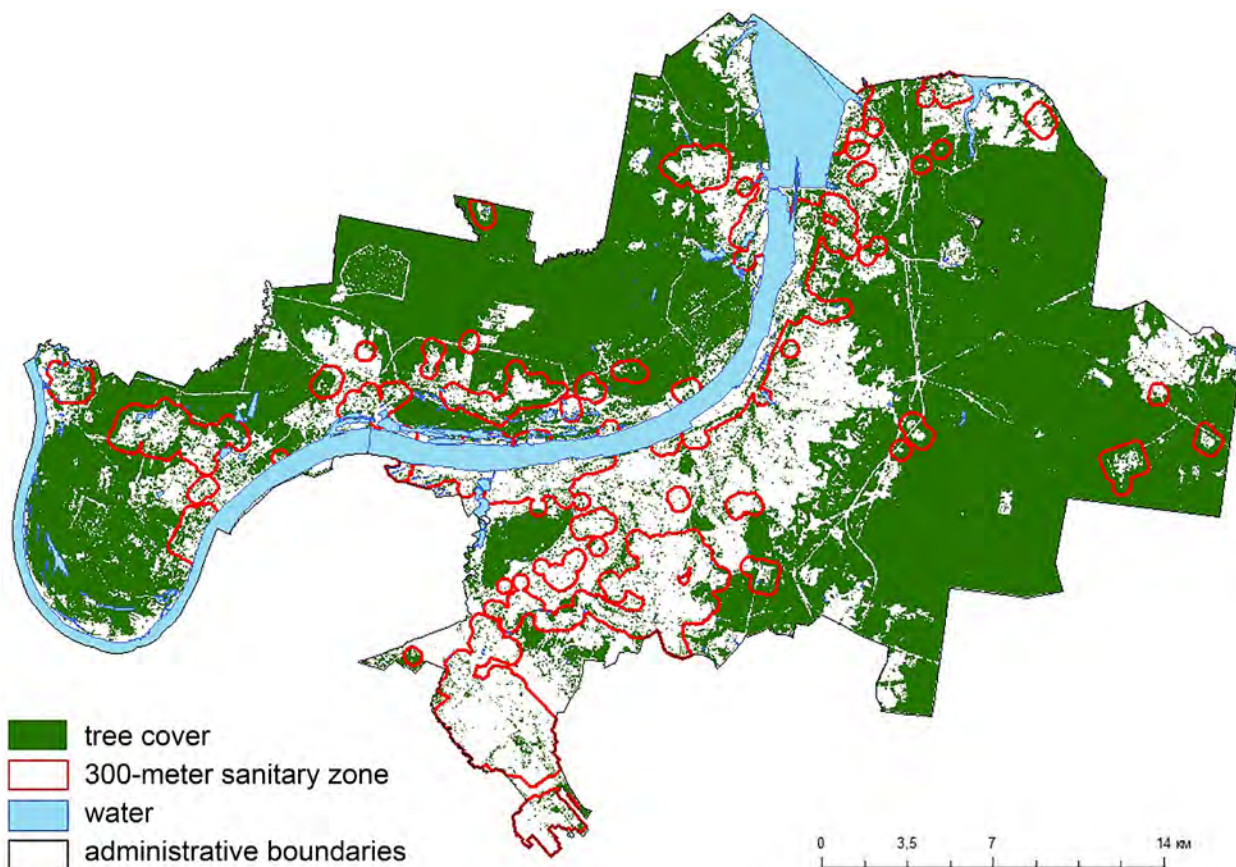 tree cover
300-meter sanitary zone
water
administrative boundaries
0 3,5 7 14 км